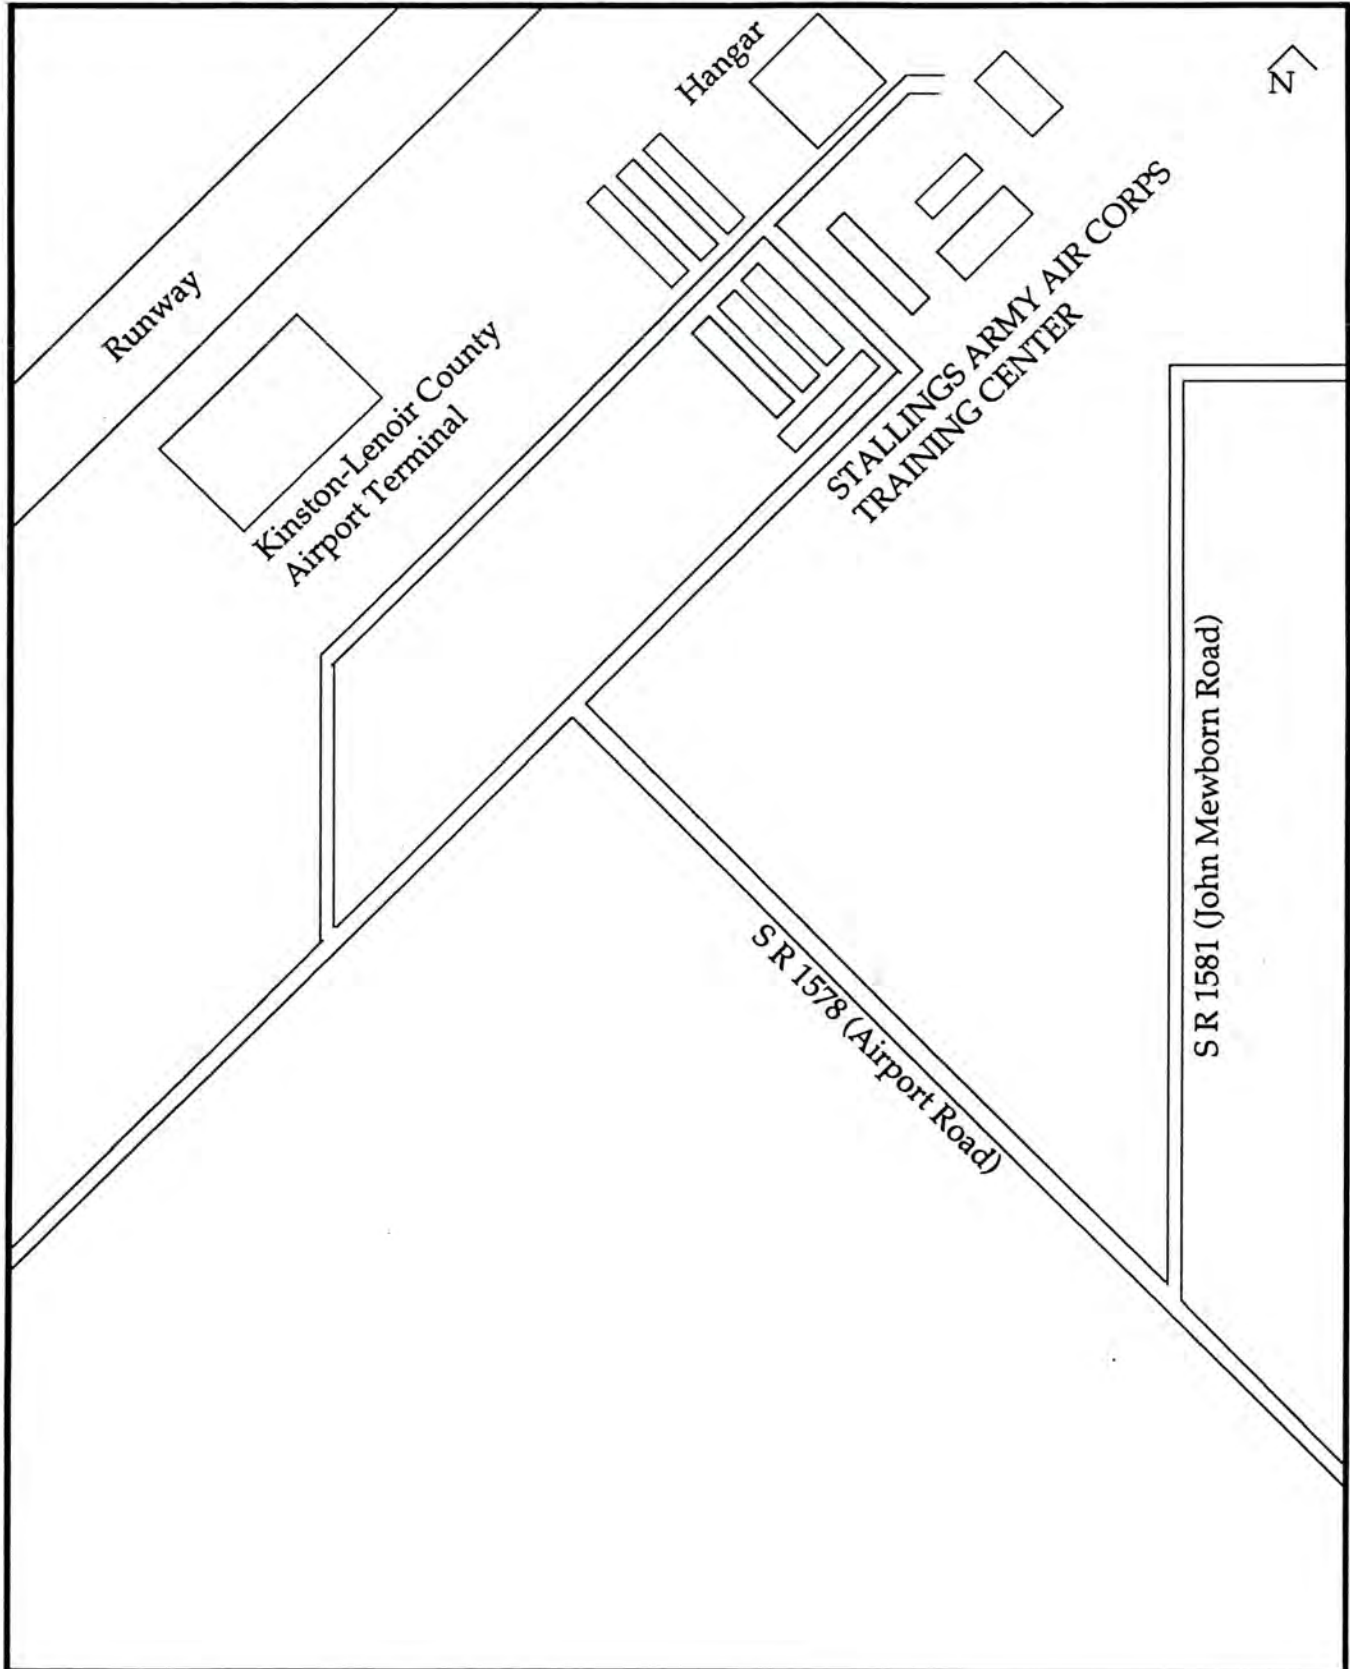 Hangar
N
Runway
Kinston-Lenoir County
Airport Terminal
STALLINGS ARMY AIR CORPS
TRAINING CENTER
S R 1581 (John Mewborn Road)
S R 1578 (Airport Road)